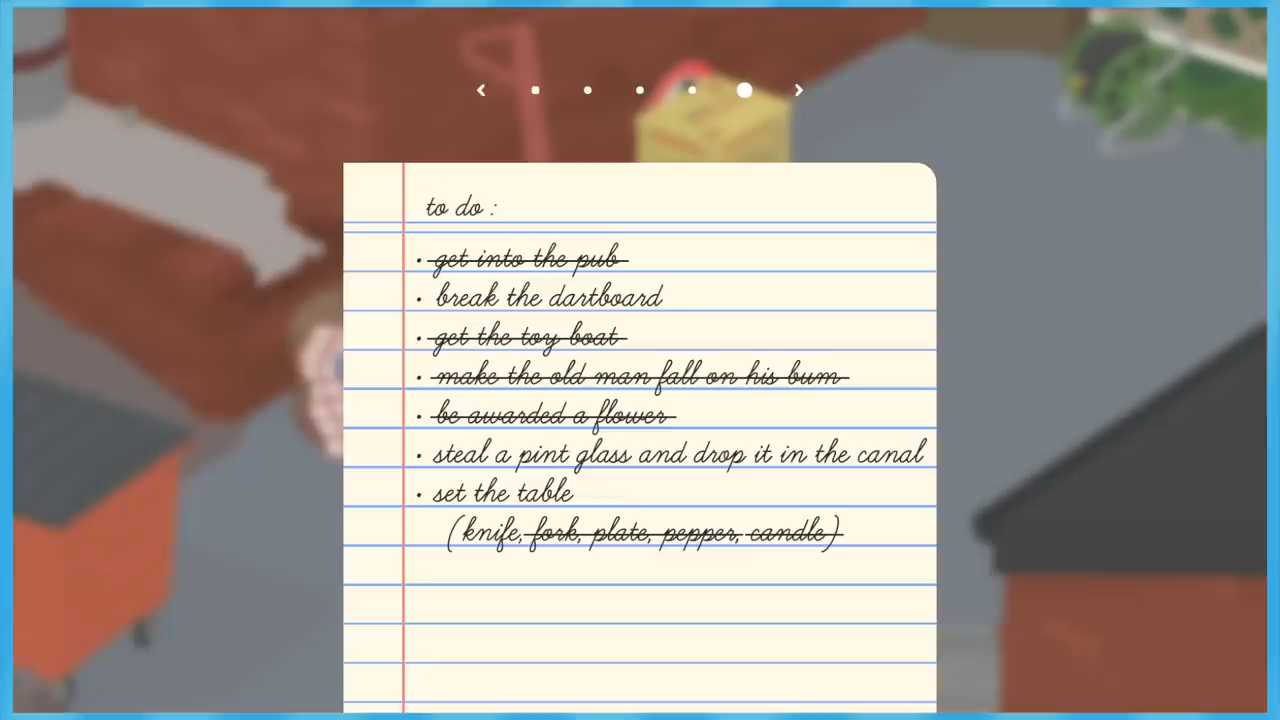 to do :
• get into the pub
• break the dartboard
• get the toy boat
• make the old man fall on his bum
• be awarded a flower
• steal a pint glass and drop it in the canal
• set the table
(knife, fork, plate, pepper, candle)